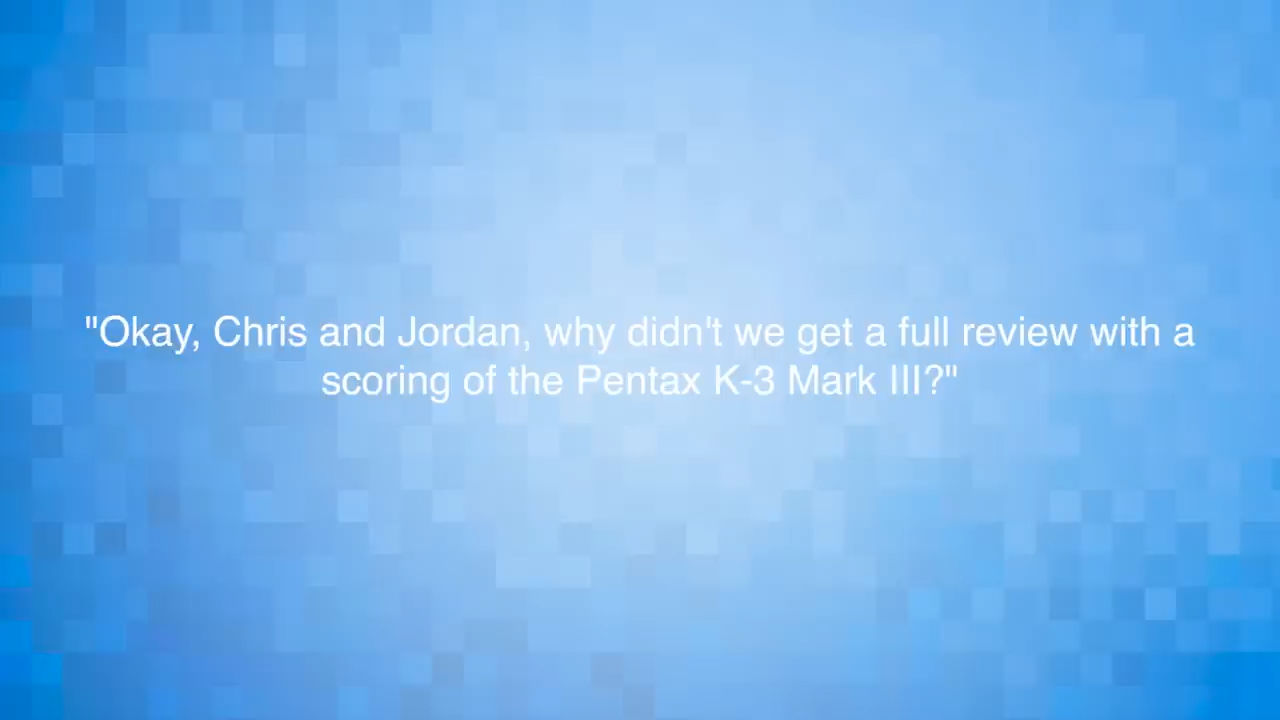 "Okay, Chris and Jordan, why didn't we get a full review with a
scoring of the Pentax K-3 Mark III?"